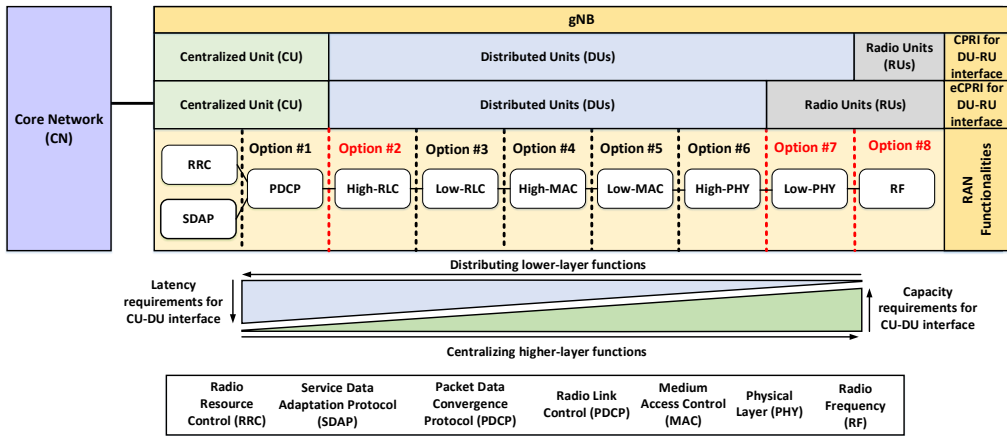 gNB
Core Network
(CN)
Centralized Unit (CU)
Distributed Units (DUs)
Radio Units
(RUs)
CPRI for
DU-RU
interface
Centralized Unit (CU)
Distributed Units (DUs)
Radio Units (RUs)
eCPRI for
DU-RU
interface
Option #1
Option #2
Option #3
Option #4
Option #5
Option #6
Option #7
Option #8
RRC
SDAP
PDCP
High-RLC
Low-RLC
High-MAC
Low-MAC
High-PHY
Low-PHY
RF
RAN
Functionalities
Distributing lower-layer functions
Latency
requirements for
CU-DU interface
Capacity
requirements for
CU-DU interface
Centralizing higher-layer functions
Radio
Resource
Control (RRC)
Service Data
Adaptation Protocol
(SDAP)
Packet Data
Convergence
Protocol (PDCP)
Radio Link
Control (PDCP)
Medium
Access Control
(MAC)
Physical
Layer (PHY)
Radio
Frequency
(RF)